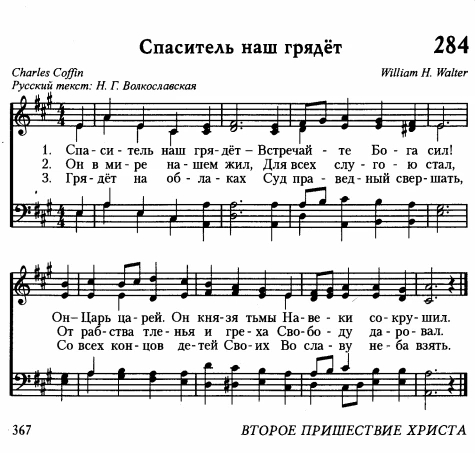 Спаситель наш грядёт 284
Charles Coffin William H. Walter
Русский текст: Н. Г. Волкославская
1. Спа - си - тель наш гря - дёт – Встречай - те Бо - га сил!
2. Он в ми - ре на - шем жил, Для всех слу - го - ю стал,
3. Гря - дёт на об - ла - ках Суд пра - вед - ный свер - шать,
Он – Царь ца - рей. Он кня - зя тьмы На - ве - ки со - кру - шил.
От раб - ства тле - нья и гре - ха Сво - бо - ду да - ро - вал.
Со всех кон - цов де - тей Сво - их Во сла - ву не - ба взять.
367 ВТОРОЕ ПРИШЕСТВИЕ ХРИСТА